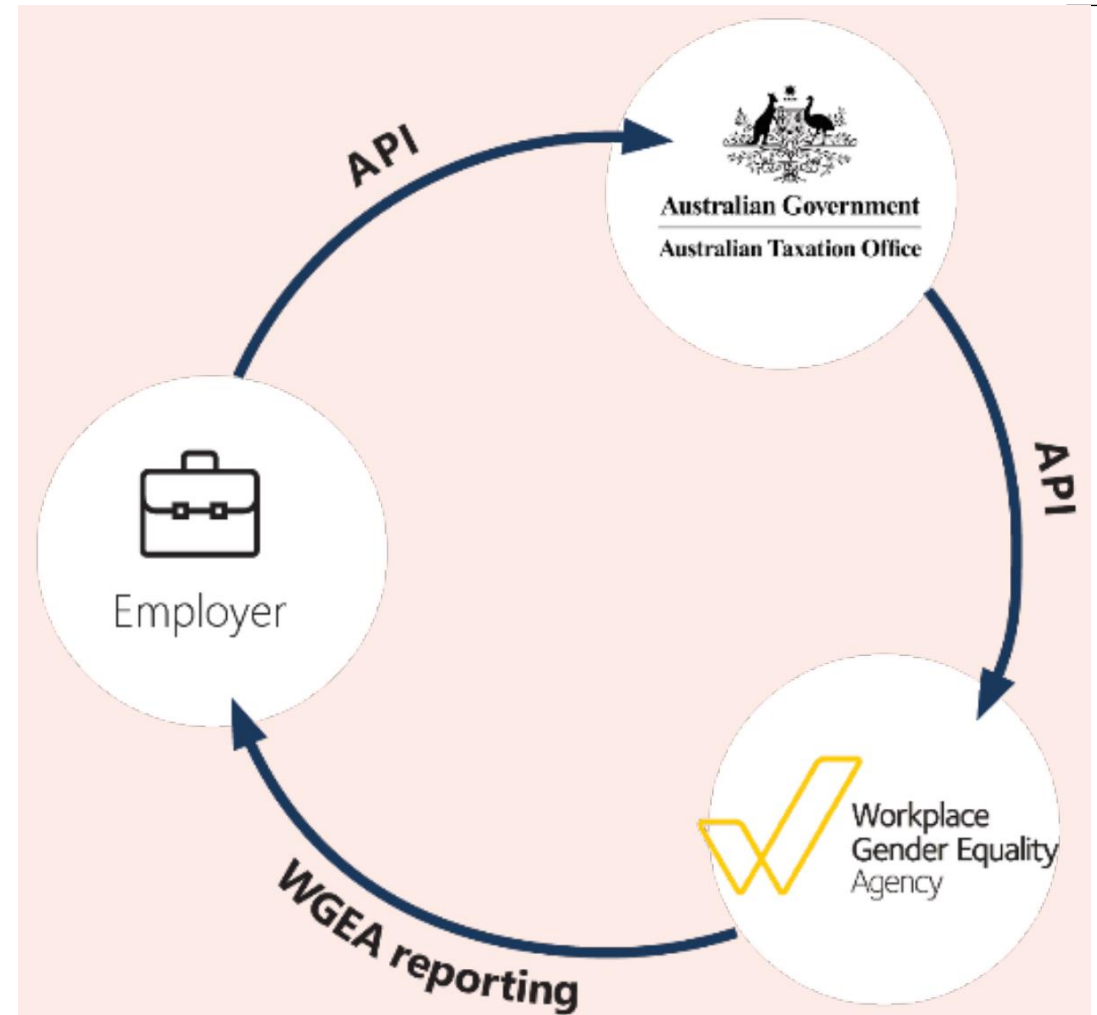 API
Australian Government
Australian Taxation Office
API
Employer
Workplace
Gender Equality
Agency
WGEA reporting